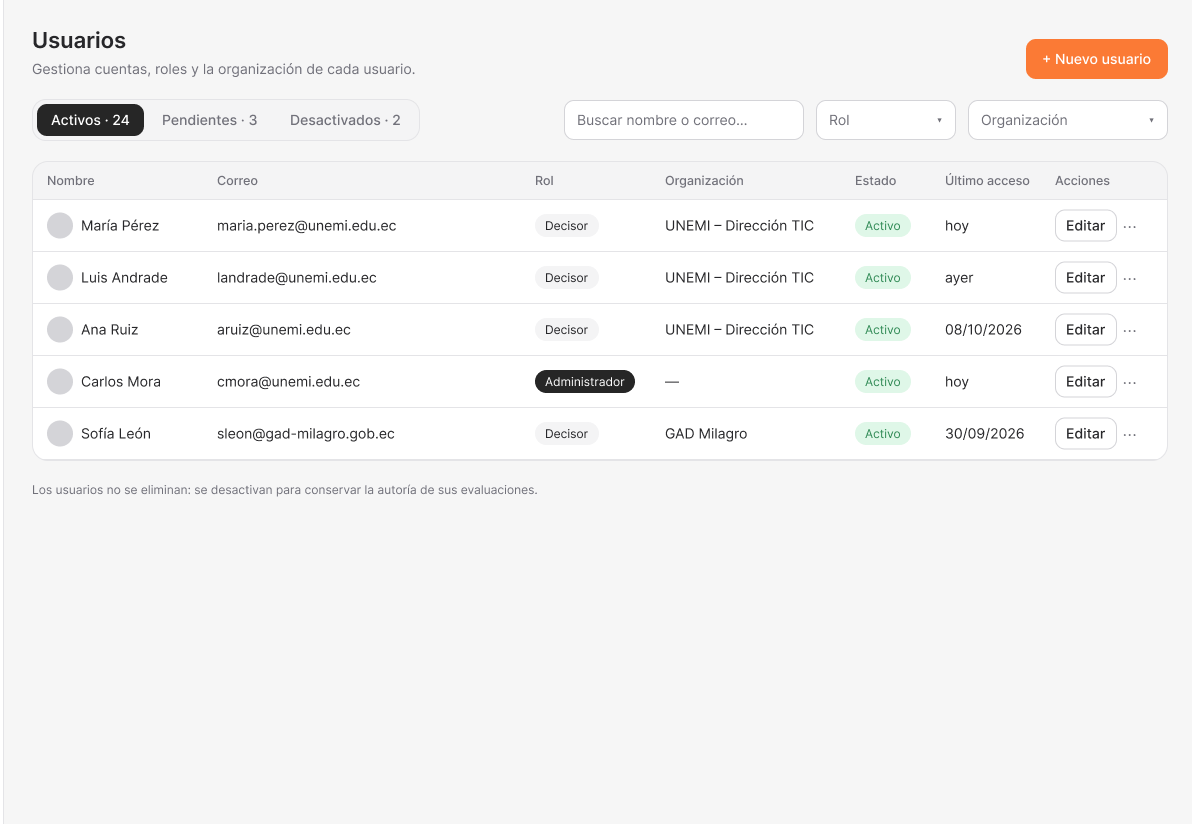 Usuarios
Gestiona cuentas, roles y la organización de cada usuario.
+ Nuevo usuario
Activos · 24 Pendientes · 3 Desactivados · 2 Buscar nombre o correo... Rol Organización
Nombre Correo Rol Organización Estado Último acceso Acciones
María Pérez maria.perez@unemi.edu.ec Decisor UNEMI – Dirección TIC Activo hoy Editar ···
Luis Andrade landrade@unemi.edu.ec Decisor UNEMI – Dirección TIC Activo ayer Editar ···
Ana Ruiz aruiz@unemi.edu.ec Decisor UNEMI – Dirección TIC Activo 08/10/2026 Editar ···
Carlos Mora cmora@unemi.edu.ec Administrador — Activo hoy Editar ···
Sofía León sleon@gad-milagro.gob.ec Decisor GAD Milagro Activo 30/09/2026 Editar ···
Los usuarios no se eliminan: se desactivan para conservar la autoría de sus evaluaciones.